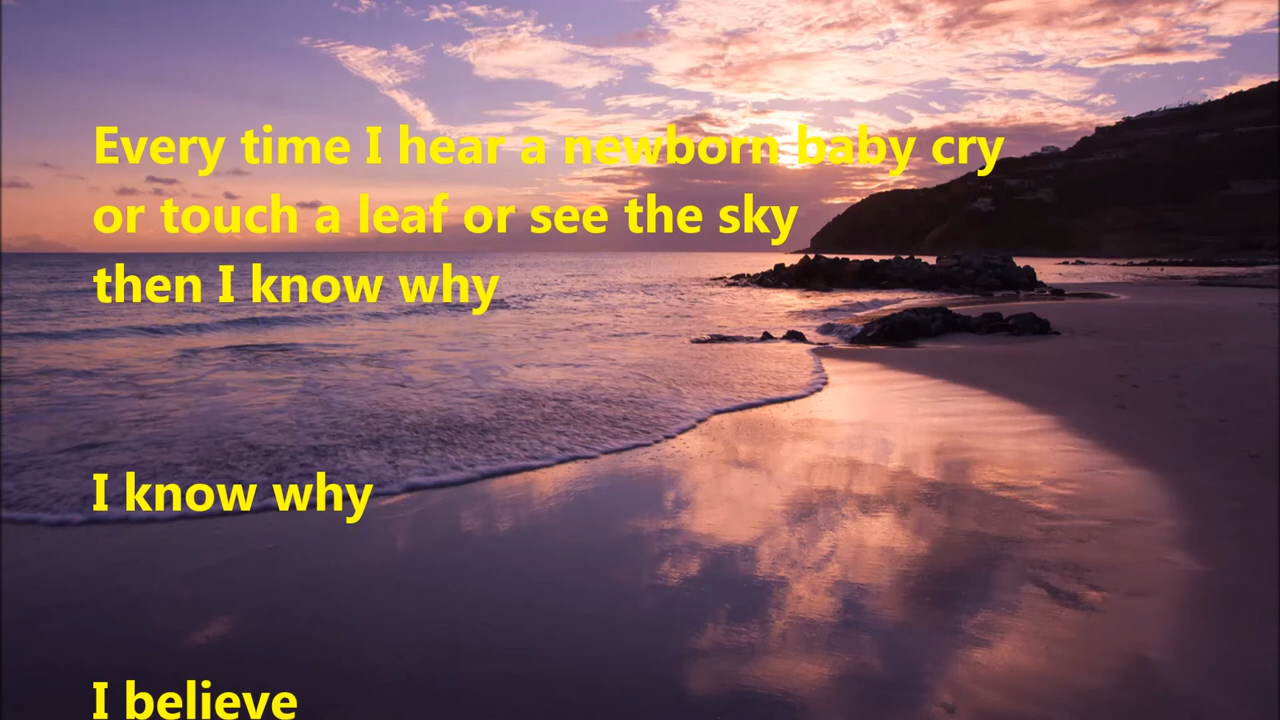 Every time I hear a newborn baby cry
or touch a leaf or see the sky
then I know why
I know why
I believe